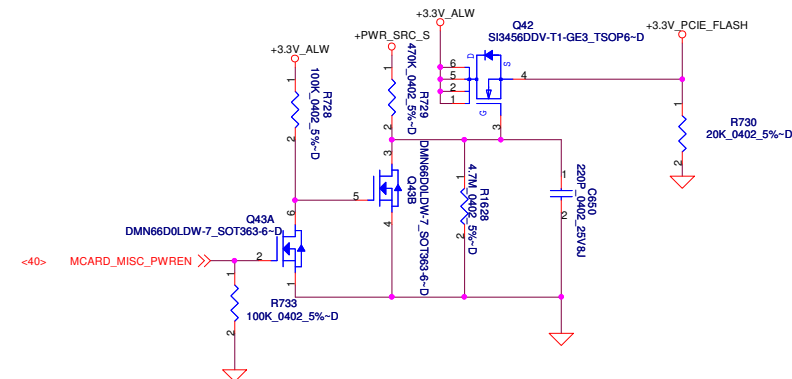 +3.3V_ALW
Q42
SI3456DDV-T1-GE3_TSOP6~D
+3.3V_PCIE_FLASH
+PWR_SRC_S
+3.3V_ALW
D
S
G
6
5
2
1
4
3
1
R728
100K_0402_5%~D
2
1
R729
470K_0402_5%~D
2
1
R730
20K_0402_5%~D
2
3
Q43B
DMN66D0LDW-7_SOT363-6~D
5
4
1
R1628
4.7M_0402_5%~D
2
1
C650
220P_0402_25V8J
2
Q43A
DMN66D0LDW-7_SOT363-6~D
6
2
1
<40> MCARD_MISC_PWREN
1
R733
100K_0402_5%~D
2